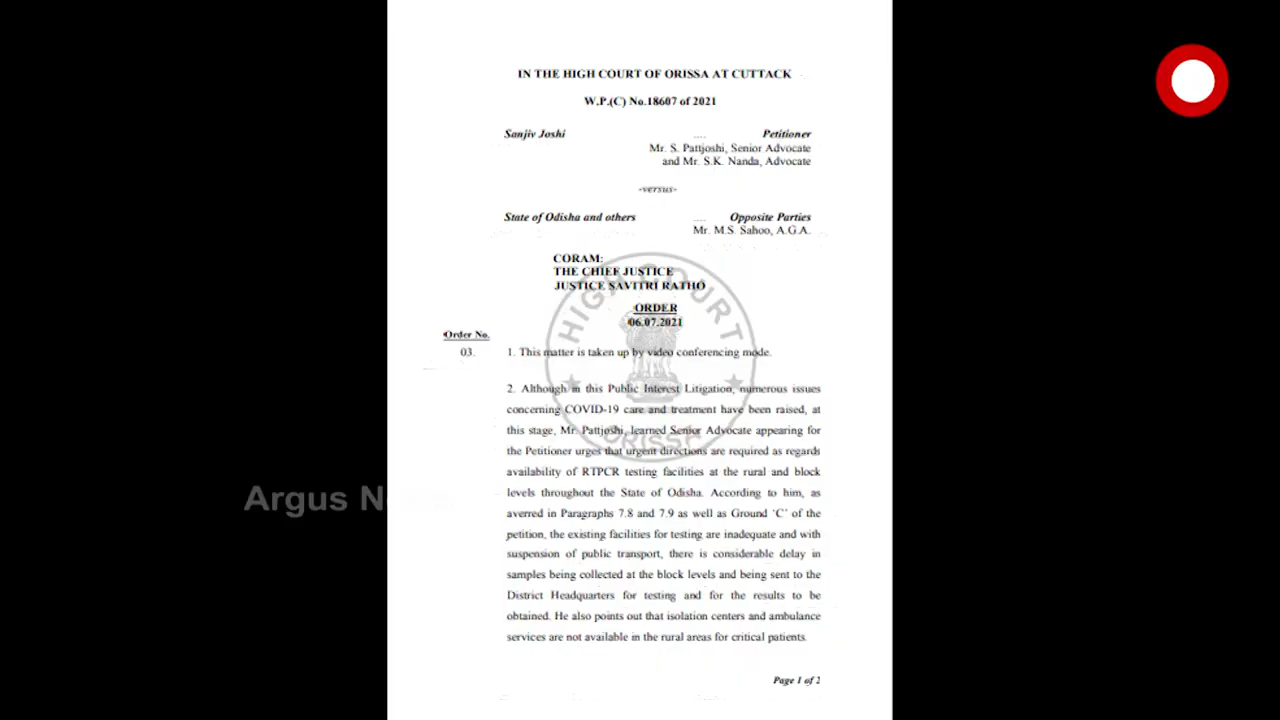 IN THE HIGH COURT OF ORISSA AT CUTTACK
W.P.(C) No.18607 of 2021
Sanjiv Joshi .... Petitioner
Mr. S. Pattjoshi, Senior Advocate
and Mr. S.K. Nanda, Advocate
-versus-
State of Odisha and others .... Opposite Parties
Mr. M.S. Sahoo, A.G.A.
CORAM:
THE CHIEF JUSTICE
JUSTICE SAVITRI RATHO
ORDER
06.07.2021
Order No.
03. 1. This matter is taken up by video conferencing mode.
2. Although in this Public Interest Litigation, numerous issues
concerning COVID-19 care and treatment have been raised, at
this stage, Mr. Pattjoshi, learned Senior Advocate appearing for
the Petitioner urges that urgent directions are required as regards
availability of RTPCR testing facilities at the rural and block
levels throughout the State of Odisha. According to him, as
averred in Paragraphs 7.8 and 7.9 as well as Ground ‘C’ of the
petition, the existing facilities for testing are inadequate and with
suspension of public transport, there is considerable delay in
samples being collected at the block levels and being sent to the
District Headquarters for testing and for the results to be
obtained. He also points out that isolation centers and ambulance
services are not available in the rural areas for critical patients.
Page 1 of 2
HIGH COURT
ORISSA
Argus